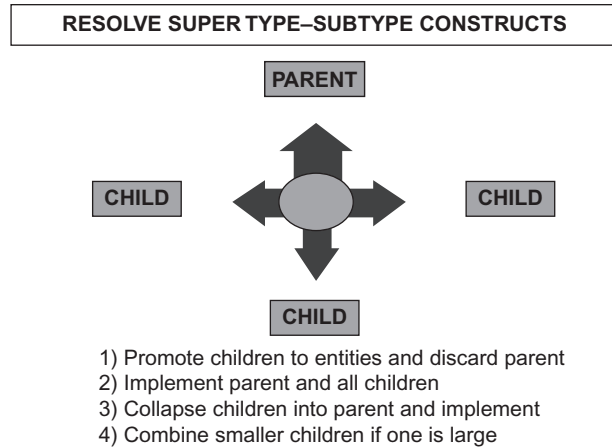 RESOLVE SUPER TYPE–SUBTYPE CONSTRUCTS
PARENT
CHILD
CHILD
CHILD
1) Promote children to entities and discard parent
2) Implement parent and all children
3) Collapse children into parent and implement
4) Combine smaller children if one is large